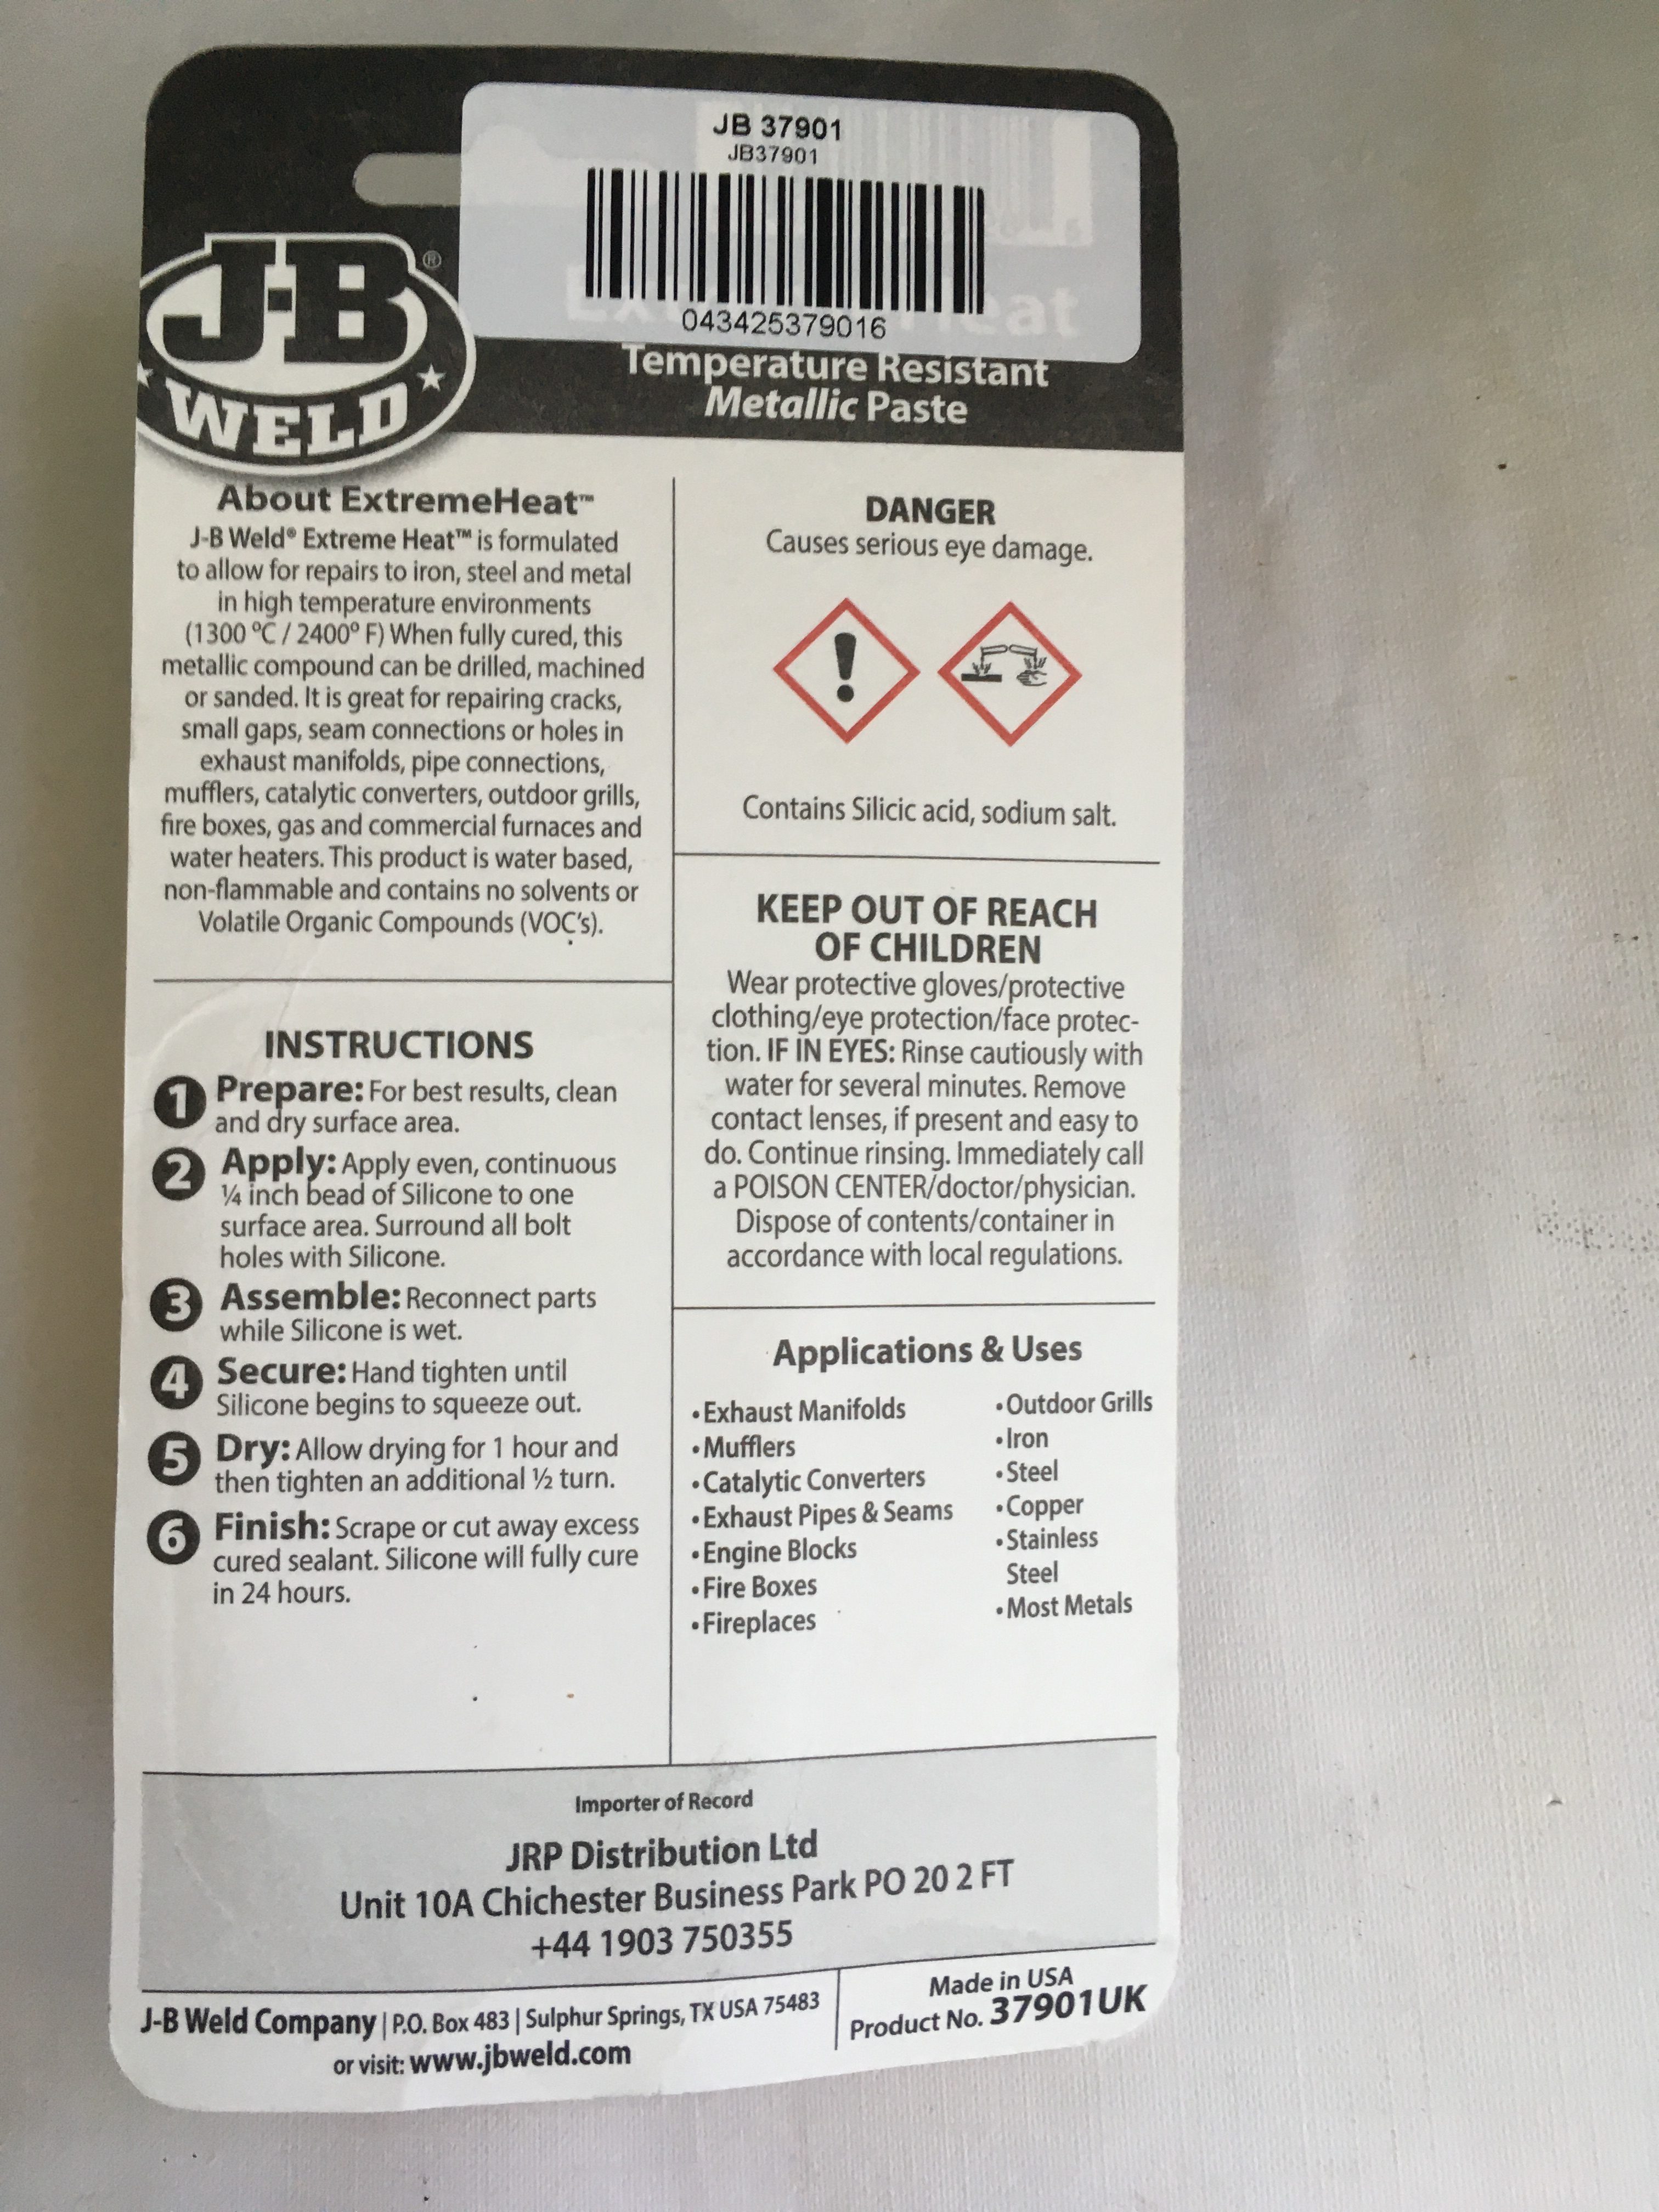 JB 37901
JB37901
043425379016
J-B
®
WELD
Temperature Resistant
Metallic Paste
About ExtremeHeat™
J-B Weld® Extreme Heat™ is formulated
to allow for repairs to iron, steel and metal
in high temperature environments
(1300 ºC / 2400º F) When fully cured, this
metallic compound can be drilled, machined
or sanded. It is great for repairing cracks,
small gaps, seam connections or holes in
exhaust manifolds, pipe connections,
mufflers, catalytic converters, outdoor grills,
fire boxes, gas and commercial furnaces and
water heaters. This product is water based,
non-flammable and contains no solvents or
Volatile Organic Compounds (VOC's).
INSTRUCTIONS
1 Prepare: For best results, clean
and dry surface area.
2 Apply: Apply even, continuous
¼ inch bead of Silicone to one
surface area. Surround all bolt
holes with Silicone.
3 Assemble: Reconnect parts
while Silicone is wet.
4 Secure: Hand tighten until
Silicone begins to squeeze out.
5 Dry: Allow drying for 1 hour and
then tighten an additional ½ turn.
6 Finish: Scrape or cut away excess
cured sealant. Silicone will fully cure
in 24 hours.
DANGER
Causes serious eye damage.
Contains Silicic acid, sodium salt.
KEEP OUT OF REACH
OF CHILDREN
Wear protective gloves/protective
clothing/eye protection/face protec-
tion. IF IN EYES: Rinse cautiously with
water for several minutes. Remove
contact lenses, if present and easy to
do. Continue rinsing. Immediately call
a POISON CENTER/doctor/physician.
Dispose of contents/container in
accordance with local regulations.
Applications & Uses
• Exhaust Manifolds
• Mufflers
• Catalytic Converters
• Exhaust Pipes & Seams
• Engine Blocks
• Fire Boxes
• Fireplaces
• Outdoor Grills
• Iron
• Steel
• Copper
• Stainless
Steel
• Most Metals
Importer of Record
JRP Distribution Ltd
Unit 10A Chichester Business Park PO 20 2 FT
+44 1903 750355
J-B Weld Company | P.O. Box 483 | Sulphur Springs, TX USA 75483
or visit: www.jbweld.com
Made in USA
Product No. 37901UK